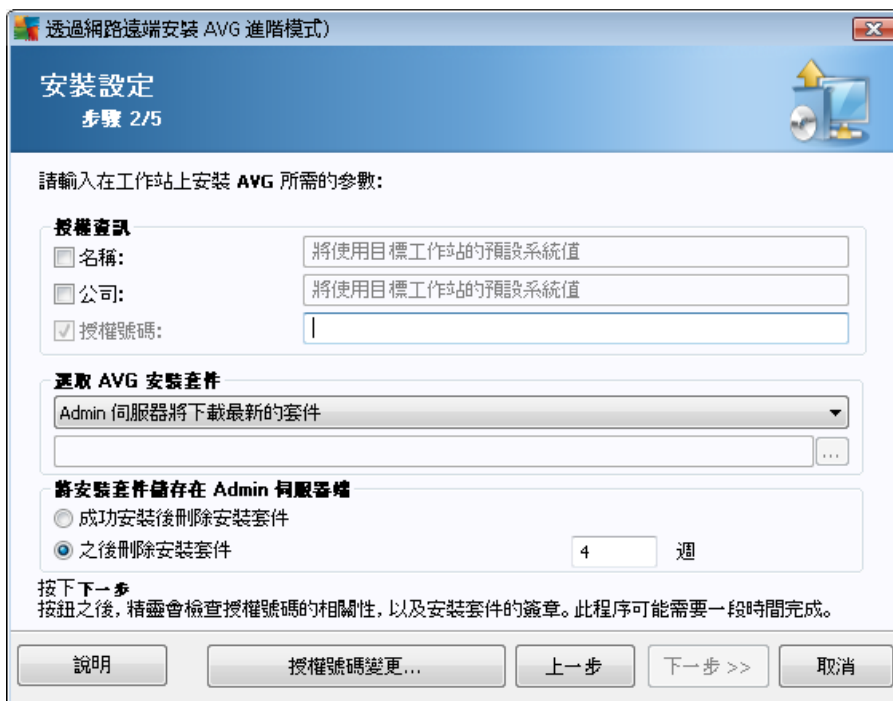 透過網路遠端安裝 AVG 進階模式)
安裝設定
步驟 2/5
請輸入在工作站上安裝 AVG 所需的參數:
授權資訊
名稱:
將使用目標工作站的預設系統值
公司:
將使用目標工作站的預設系統值
授權號碼:
選取 AVG 安裝套件
Admin 伺服器將下載最新的套件
...
將安裝套件儲存在 Admin 伺服器端
成功安裝後刪除安裝套件
之後刪除安裝套件 4 週
按下下一步
按鈕之後, 精靈會檢查授權號碼的相關性, 以及安裝套件的簽章。此程序可能需要一段時間完成。
說明 授權號碼變更... 上一步 下一步 >> 取消